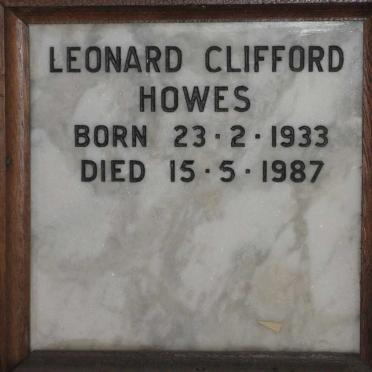 LEONARD CLIFFORD
HOWES
BORN 23·2·1933
DIED 15·5·1987